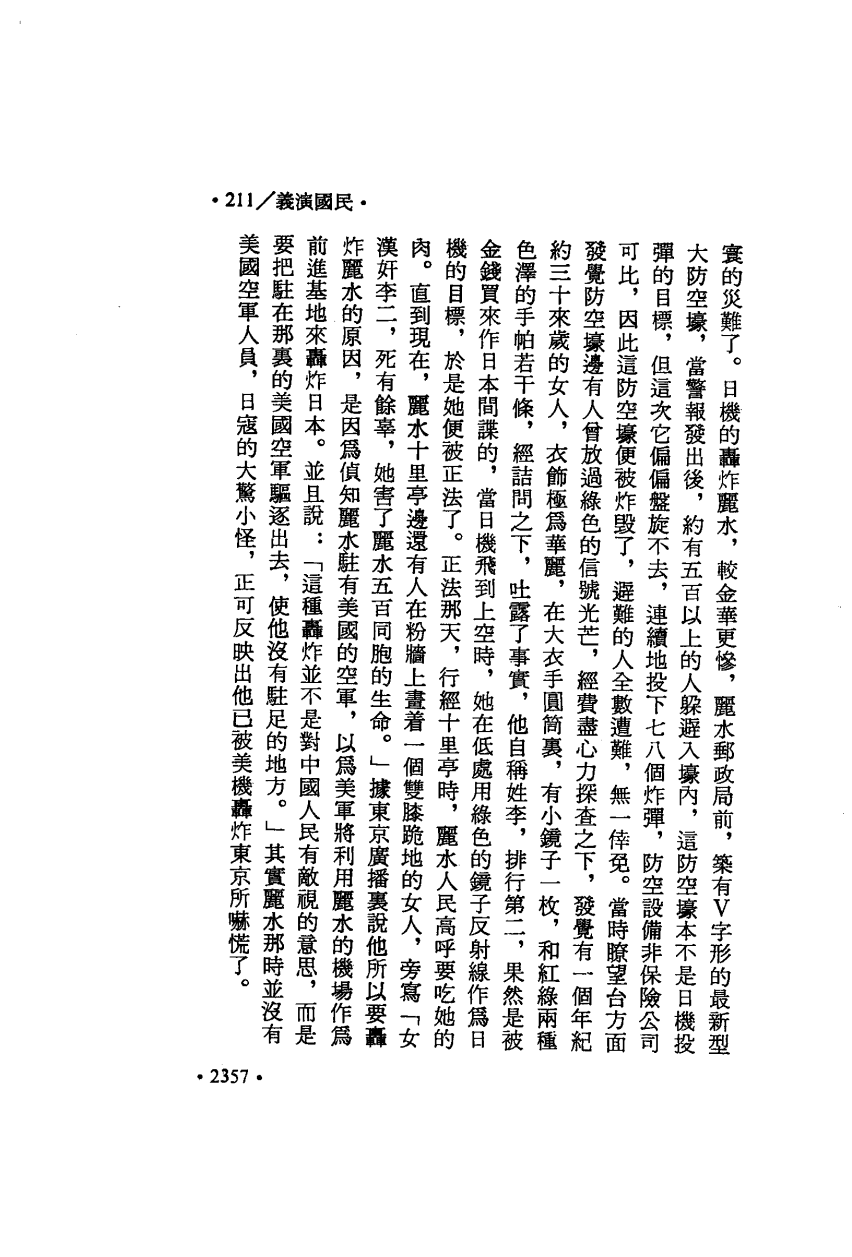 •211／義演國民•
寰的災難了。日機的轟炸麗水，較金華更慘，麗水郵政局前，築有V字形的最新型
大防空壕，當警報發出後，約有五百以上的人躲避入壕內，這防空壕本不是日機投
彈的目標，但這次它偏偏盤旋不去，連續地投下七八個炸彈，防空設備非保險公司
可比，因此這防空壕便被炸毀了，避難的人全數遭難，無一倖免。當時瞭望台方面
發覺防空壕邊有人曾放過綠色的信號光芒，經費盡心力探查之下，發覺有一個年紀
約三十來歲的女人，衣飾極爲華麗，在大衣手圓筒裏，有小鏡子一枚，和紅綠兩種
色澤的手帕若干條，經詰問之下，吐露了事實，他自稱姓李，排行第二，果然是被
金錢買來作日本間諜的，當日機飛到上空時，她在低處用綠色的鏡子反射線作爲日
機的目標，於是她便被正法了。正法那天，行經十里亭時，麗水人民高呼要吃她的
肉。直到現在，麗水十里亭邊還有人在粉牆上畫着一個雙膝跪地的女人，旁寫「女
漢奸李二，死有餘辜，她害了麗水五百同胞的生命。」據東京廣播裏說他所以要轟
炸麗水的原因，是因爲偵知麗水駐有美國的空軍，以爲美軍將利用麗水的機場作爲
前進基地來轟炸日本。並且說：「這種轟炸並不是對中國人民有敵視的意思，而是
要把駐在那裏的美國空軍驅逐出去，使他沒有駐足的地方。」其實麗水那時並沒有
美國空軍人員，日寇的大驚小怪，正可反映出他已被美機轟炸東京所嚇慌了。
•2357•